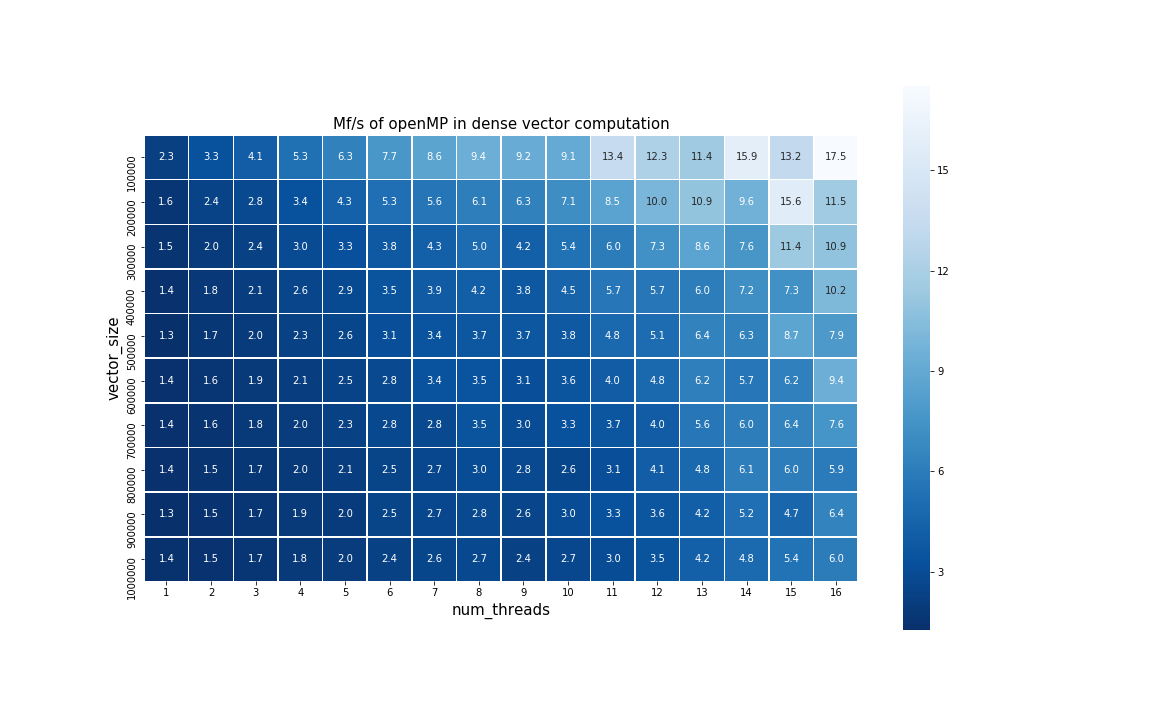 Mf/s of openMP in dense vector computation
vector_size
100000 2.3 3.3 4.1 5.3 6.3 7.7 8.6 9.4 9.2 9.1 13.4 12.3 11.4 15.9 13.2 17.5
200000 1.6 2.4 2.8 3.4 4.3 5.3 5.6 6.1 6.3 7.1 8.5 10.0 10.9 9.6 15.6 11.5
300000 1.5 2.0 2.4 3.0 3.3 3.8 4.3 5.0 4.2 5.4 6.0 7.3 8.6 7.6 11.4 10.9
400000 1.4 1.8 2.1 2.6 2.9 3.5 3.9 4.2 3.8 4.5 5.7 5.7 6.0 7.2 7.3 10.2
500000 1.3 1.7 2.0 2.3 2.6 3.1 3.4 3.7 3.7 3.8 4.8 5.1 6.4 6.3 8.7 7.9
600000 1.4 1.6 1.9 2.1 2.5 2.8 3.4 3.5 3.1 3.6 4.0 4.8 6.2 5.7 6.2 9.4
700000 1.4 1.6 1.8 2.0 2.3 2.8 2.8 3.5 3.0 3.3 3.7 4.0 5.6 6.0 6.4 7.6
800000 1.4 1.5 1.7 2.0 2.1 2.5 2.7 3.0 2.8 2.6 3.1 4.1 4.8 6.1 6.0 5.9
900000 1.3 1.5 1.7 1.9 2.0 2.5 2.7 2.8 2.6 3.0 3.3 3.6 4.2 5.2 4.7 6.4
1000000 1.4 1.5 1.7 1.8 2.0 2.4 2.6 2.7 2.4 2.7 3.0 3.5 4.2 4.8 5.4 6.0
1 2 3 4 5 6 7 8 9 10 11 12 13 14 15 16
num_threads
15
12
9
6
3